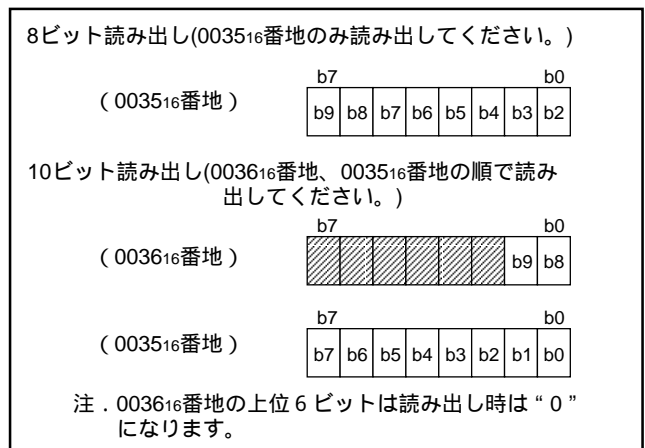 8ビット読み出し(003516番地のみ読み出してください。)
b7 b0
(003516番地)
b9 b8 b7 b6 b5 b4 b3 b2
10ビット読み出し(003616番地、003516番地の順で読み
出してください。)
b7 b0
(003616番地)
b9 b8
b7 b0
(003516番地)
b7 b6 b5 b4 b3 b2 b1 b0
注.003616番地の上位6ビットは読み出し時は“0”
になります。